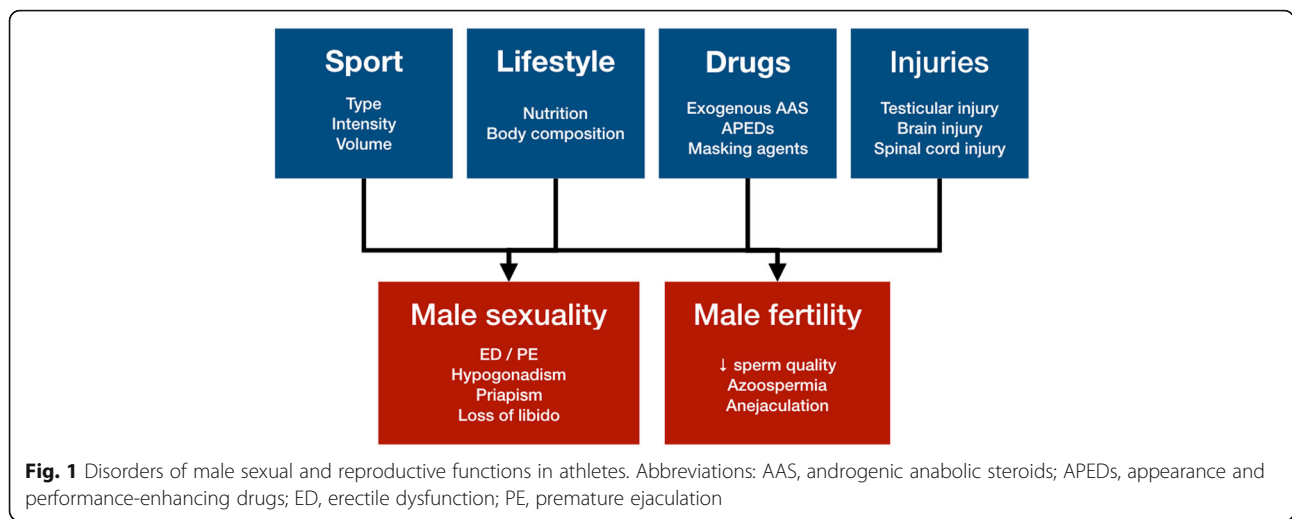 Sport
Type
Intensity
Volume
Lifestyle
Nutrition
Body composition
Drugs
Exogenous AAS
APEDs
Masking agents
Injuries
Testicular injury
Brain injury
Spinal cord injury
Male sexuality
ED / PE
Hypogonadism
Priapism
Loss of libido
Male fertility
↓ sperm quality
Azoospermia
Anejaculation
Fig. 1 Disorders of male sexual and reproductive functions in athletes. Abbreviations: AAS, androgenic anabolic steroids; APEDs, appearance and
performance-enhancing drugs; ED, erectile dysfunction; PE, premature ejaculation